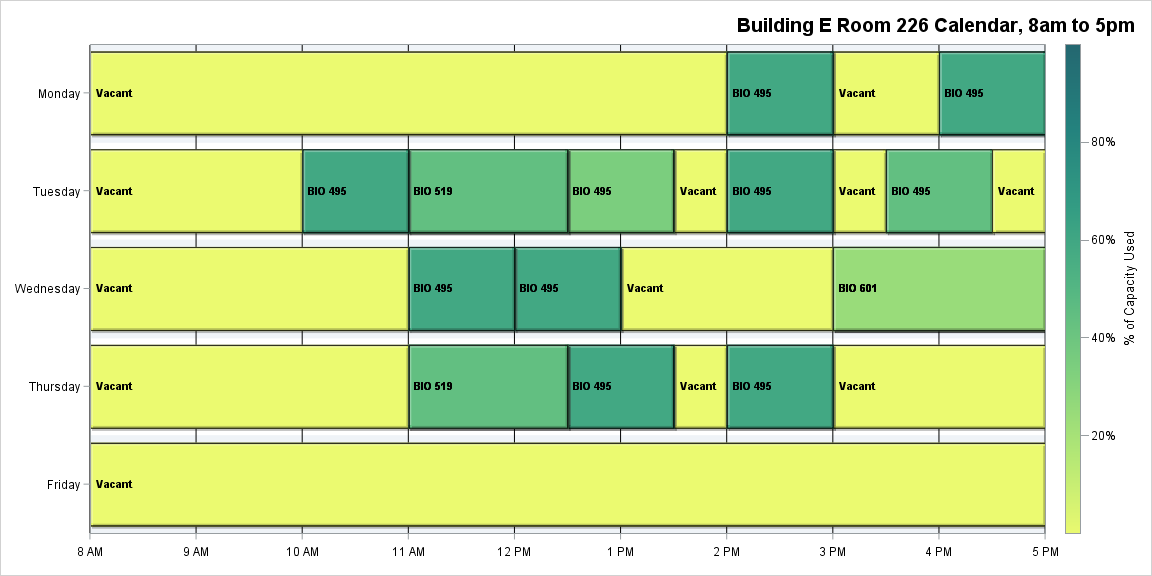 Building E Room 226 Calendar, 8am to 5pm
Monday
Vacant
BIO 495
Vacant
BIO 495
Tuesday
Vacant
BIO 495
BIO 519
BIO 495
Vacant
BIO 495
Vacant
BIO 495
Vacant
Wednesday
Vacant
BIO 495
BIO 495
Vacant
BIO 601
Thursday
Vacant
BIO 519
BIO 495
Vacant
BIO 495
Vacant
Friday
Vacant
8 AM
9 AM
10 AM
11 AM
12 PM
1 PM
2 PM
3 PM
4 PM
5 PM
80%
60%
40%
20%
% of Capacity Used